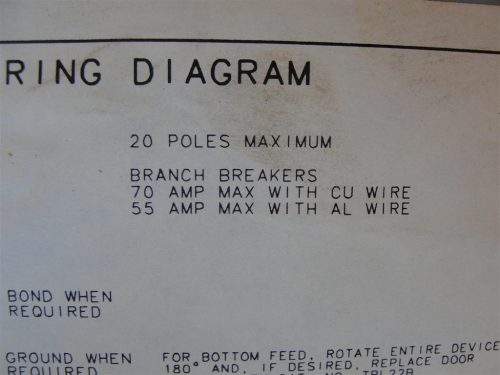 RING DIAGRAM
20 POLES MAXIMUM
BRANCH BREAKERS
70 AMP MAX WITH CU WIRE
55 AMP MAX WITH AL WIRE
BOND WHEN
REQUIRED
GROUND WHEN
REQUIRED
FOR BOTTOM FEED, ROTATE ENTIRE DEVICE
180° AND, IF DESIRED, REPLACE DOOR
TBL22B